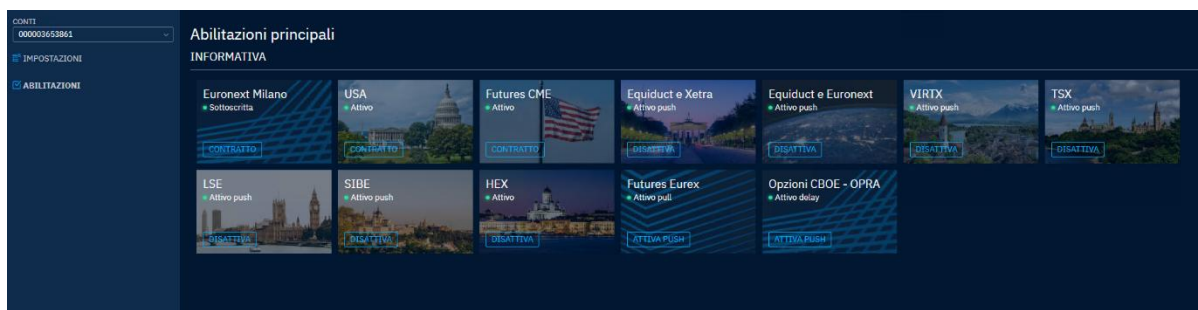 CONTI
000003653861
IMPOSTAZIONI
ABILITAZIONI
Abilitazioni principali
INFORMATIVA
Euronext Milano
Sottoscritta
CONTRATTO
USA
Attivo
CONTRATTO
Futures CME
Attivo
CONTRATTO
Equiduct e Xetra
Attivo push
DISATTIVA
Equiduct e Euronext
Attivo push
DISATTIVA
VIRTX
Attivo push
DISATTIVA
TSX
Attivo push
DISATTIVA
LSE
Attivo push
DISATTIVA
SIBE
Attivo push
DISATTIVA
HEX
Attivo
DISATTIVA
Futures Eurex
Attivo pull
ATTIVA PUSH
Opzioni CBOE - OPRA
Attivo delay
ATTIVA PUSH